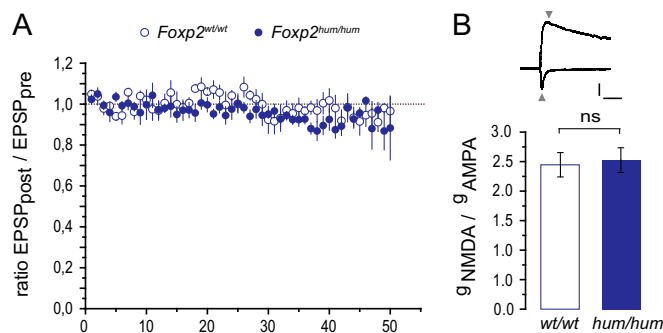 A
Foxp2wt/wt
Foxp2hum/hum
1,2
1,0
0,8
0,6
0,4
0,2
0,0
ratio EPSPpost / EPSPpre
0
10
20
30
40
50
B
ns
3.0
2.5
2.0
1.5
1.0
0.5
0.0
gNMDA / gAMPA
wt/wt
hum/hum